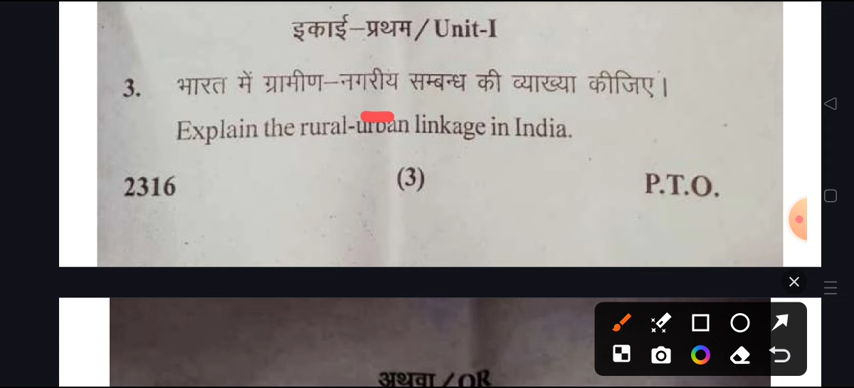 इकाई–प्रथम / Unit-I
3. भारत में ग्रामीण–नगरीय सम्बन्ध की व्याख्या कीजिए।
Explain the rural-urban linkage in India.
2316 (3) P.T.O.
अथवा / OR